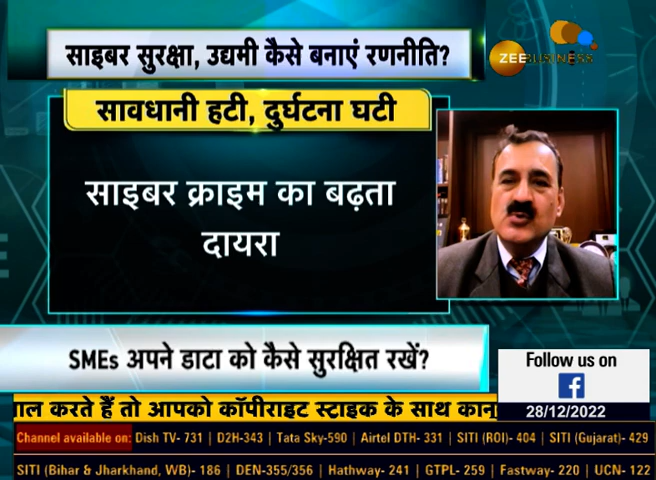 साइबर सुरक्षा, उद्यमी कैसे बनाएं रणनीति?
ZEE BUSINESS
सावधानी हटी, दुर्घटना घटी
साइबर क्राइम का बढ़ता
दायरा
SMEs अपने डाटा को कैसे सुरक्षित रखें?
Follow us on
ाल करते हैं तो आपको कॉपीराइट स्टाइक के साथ कान
28/12/2022
Channel available on: Dish TV- 731 | D2H-343 | Tata Sky-590 | Airtel DTH- 331 | SITI (ROI)- 404 | SITI (Gujarat)- 429
SITI (Bihar & Jharkhand, WB)- 186 | DEN-355/356 | Hathway- 241 | GTPL- 259 | Fastway- 220 | UCN- 122